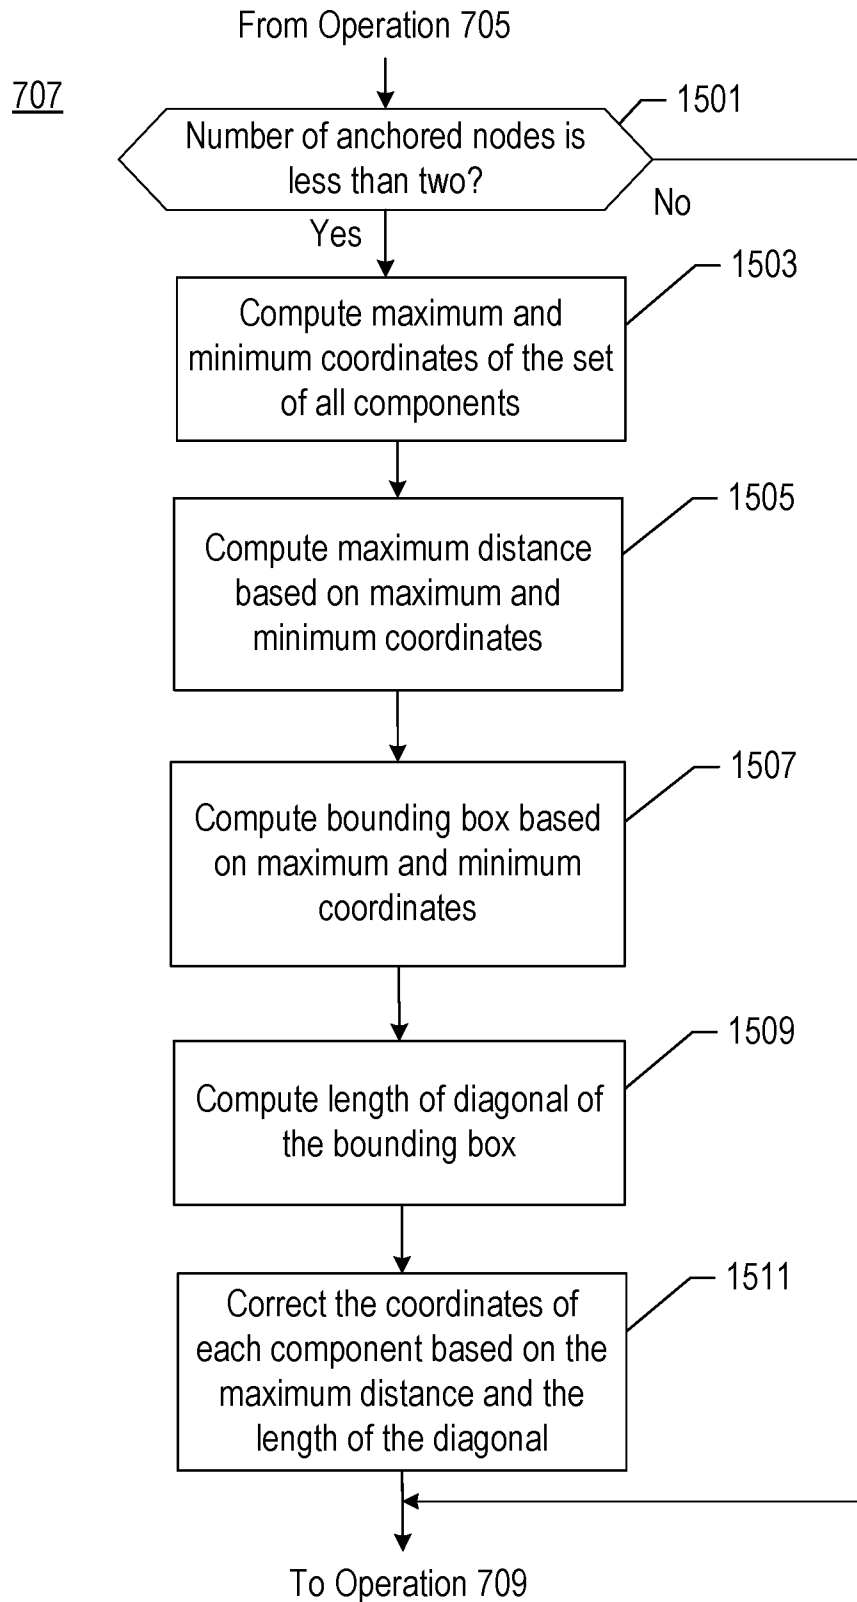 From Operation 705
707
1501
Number of anchored nodes is
less than two?
No
Yes
1503
Compute maximum and
minimum coordinates of the set
of all components
1505
Compute maximum distance
based on maximum and
minimum coordinates
1507
Compute bounding box based
on maximum and minimum
coordinates
1509
Compute length of diagonal of
the bounding box
1511
Correct the coordinates of
each component based on the
maximum distance and the
length of the diagonal
To Operation 709